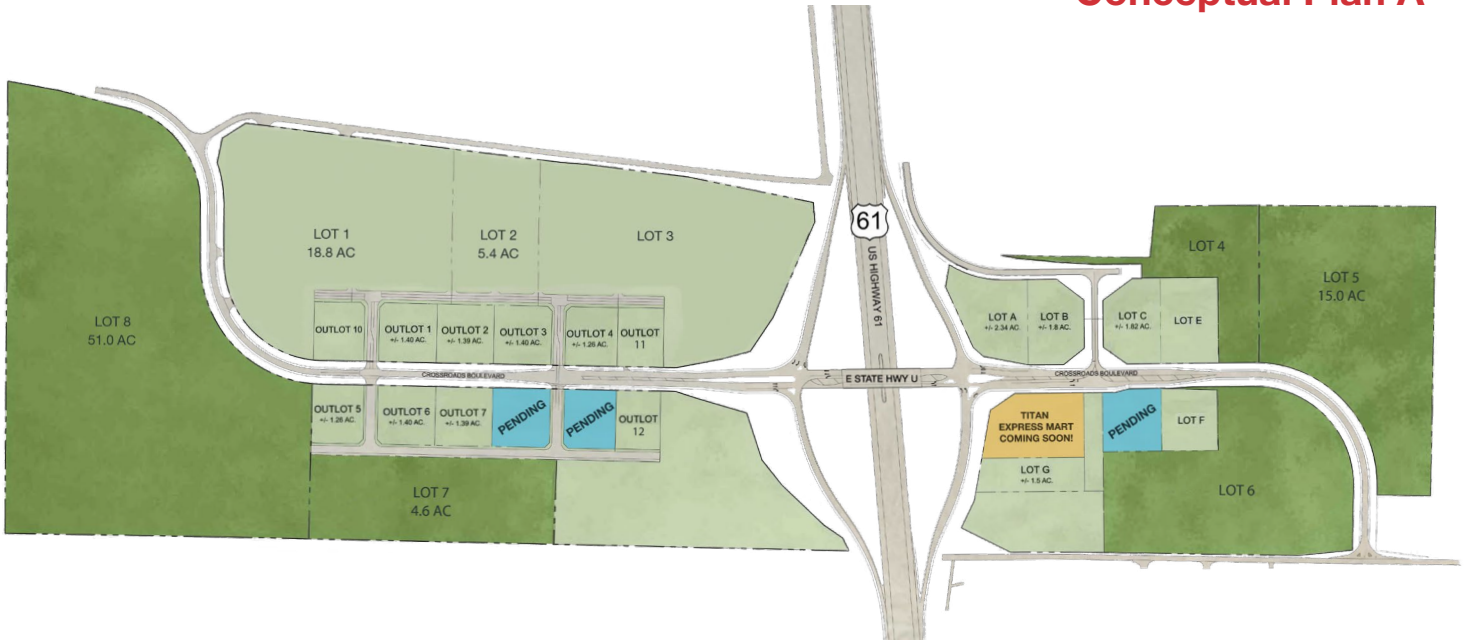 Conceptual Plan A
61
US HIGHWAY 61
LOT 1
18.8 AC
LOT 2
5.4 AC
LOT 3
LOT 4
LOT 5
15.0 AC
LOT 8
51.0 AC
OUTLOT 10
OUTLOT 1
+/- 1.40 AC.
OUTLOT 2
+/- 1.39 AC.
OUTLOT 3
+/- 1.40 AC.
OUTLOT 4
+/- 1.26 AC.
OUTLOT
11
LOT A
+/- 2.34 AC.
LOT B
+/- 1.8 AC.
LOT C
+/- 1.82 AC.
LOT E
CROSSROADS BOULEVARD
E STATE HWY U
CROSSROADS BOULEVARD
OUTLOT 5
+/- 1.26 AC.
OUTLOT 6
+/- 1.40 AC.
OUTLOT 7
+/- 1.39 AC.
PENDING
PENDING
OUTLOT
12
TITAN
EXPRESS MART
COMING SOON!
PENDING
LOT F
LOT G
+/- 1.5 AC.
LOT 7
4.6 AC
LOT 6